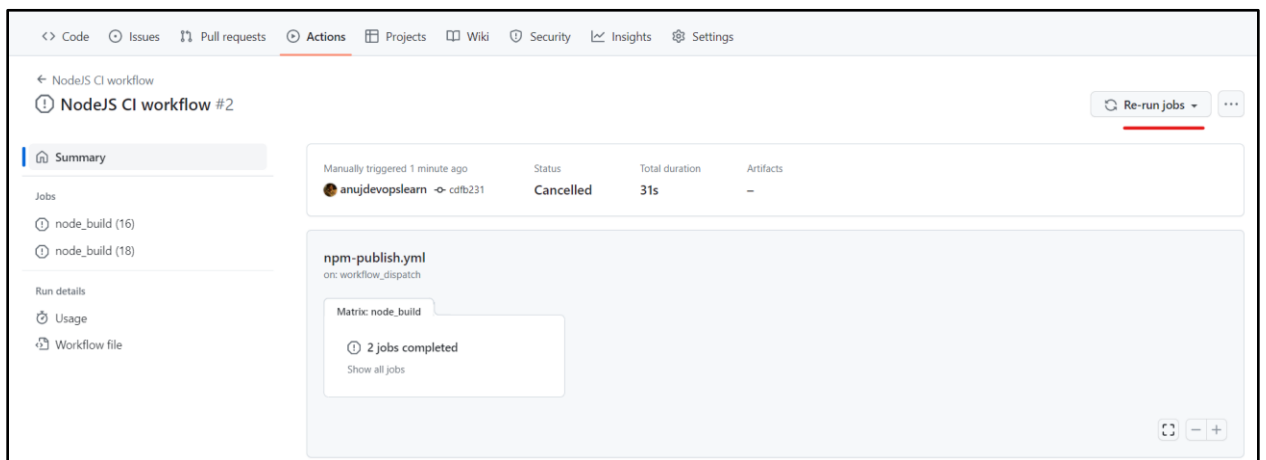 <> Code Issues Pull requests Actions Projects Wiki Security Insights Settings
← NodeJS CI workflow
NodeJS CI workflow #2
Re-run jobs
Summary
Jobs
node_build (16)
node_build (18)
Run details
Usage
Workflow file
Manually triggered 1 minute ago Status Total duration Artifacts
anujdevopslearn cdfb231 Cancelled 31s –
npm-publish.yml
on: workflow_dispatch
Matrix: node_build
2 jobs completed
Show all jobs